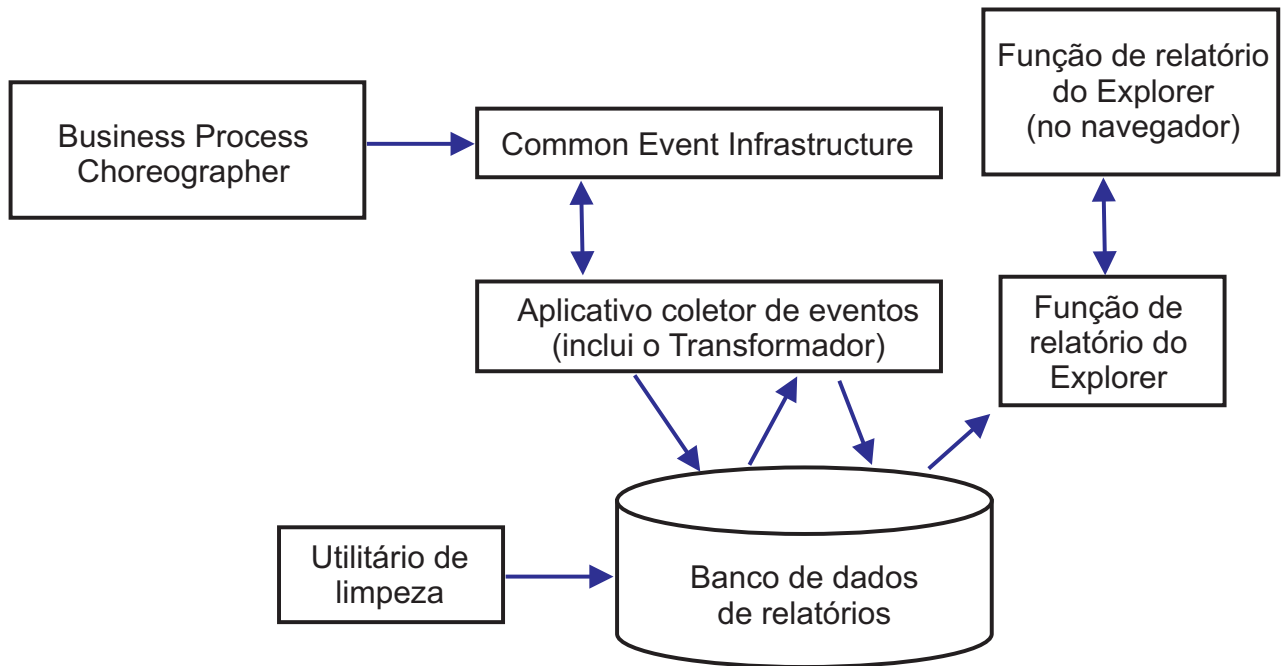 Business Process
Choreographer
Common Event Infrastructure
Função de relatório
do Explorer
(no navegador)
Aplicativo coletor de eventos
(inclui o Transformador)
Função de
relatório do
Explorer
Utilitário de
limpeza
Banco de dados
de relatórios